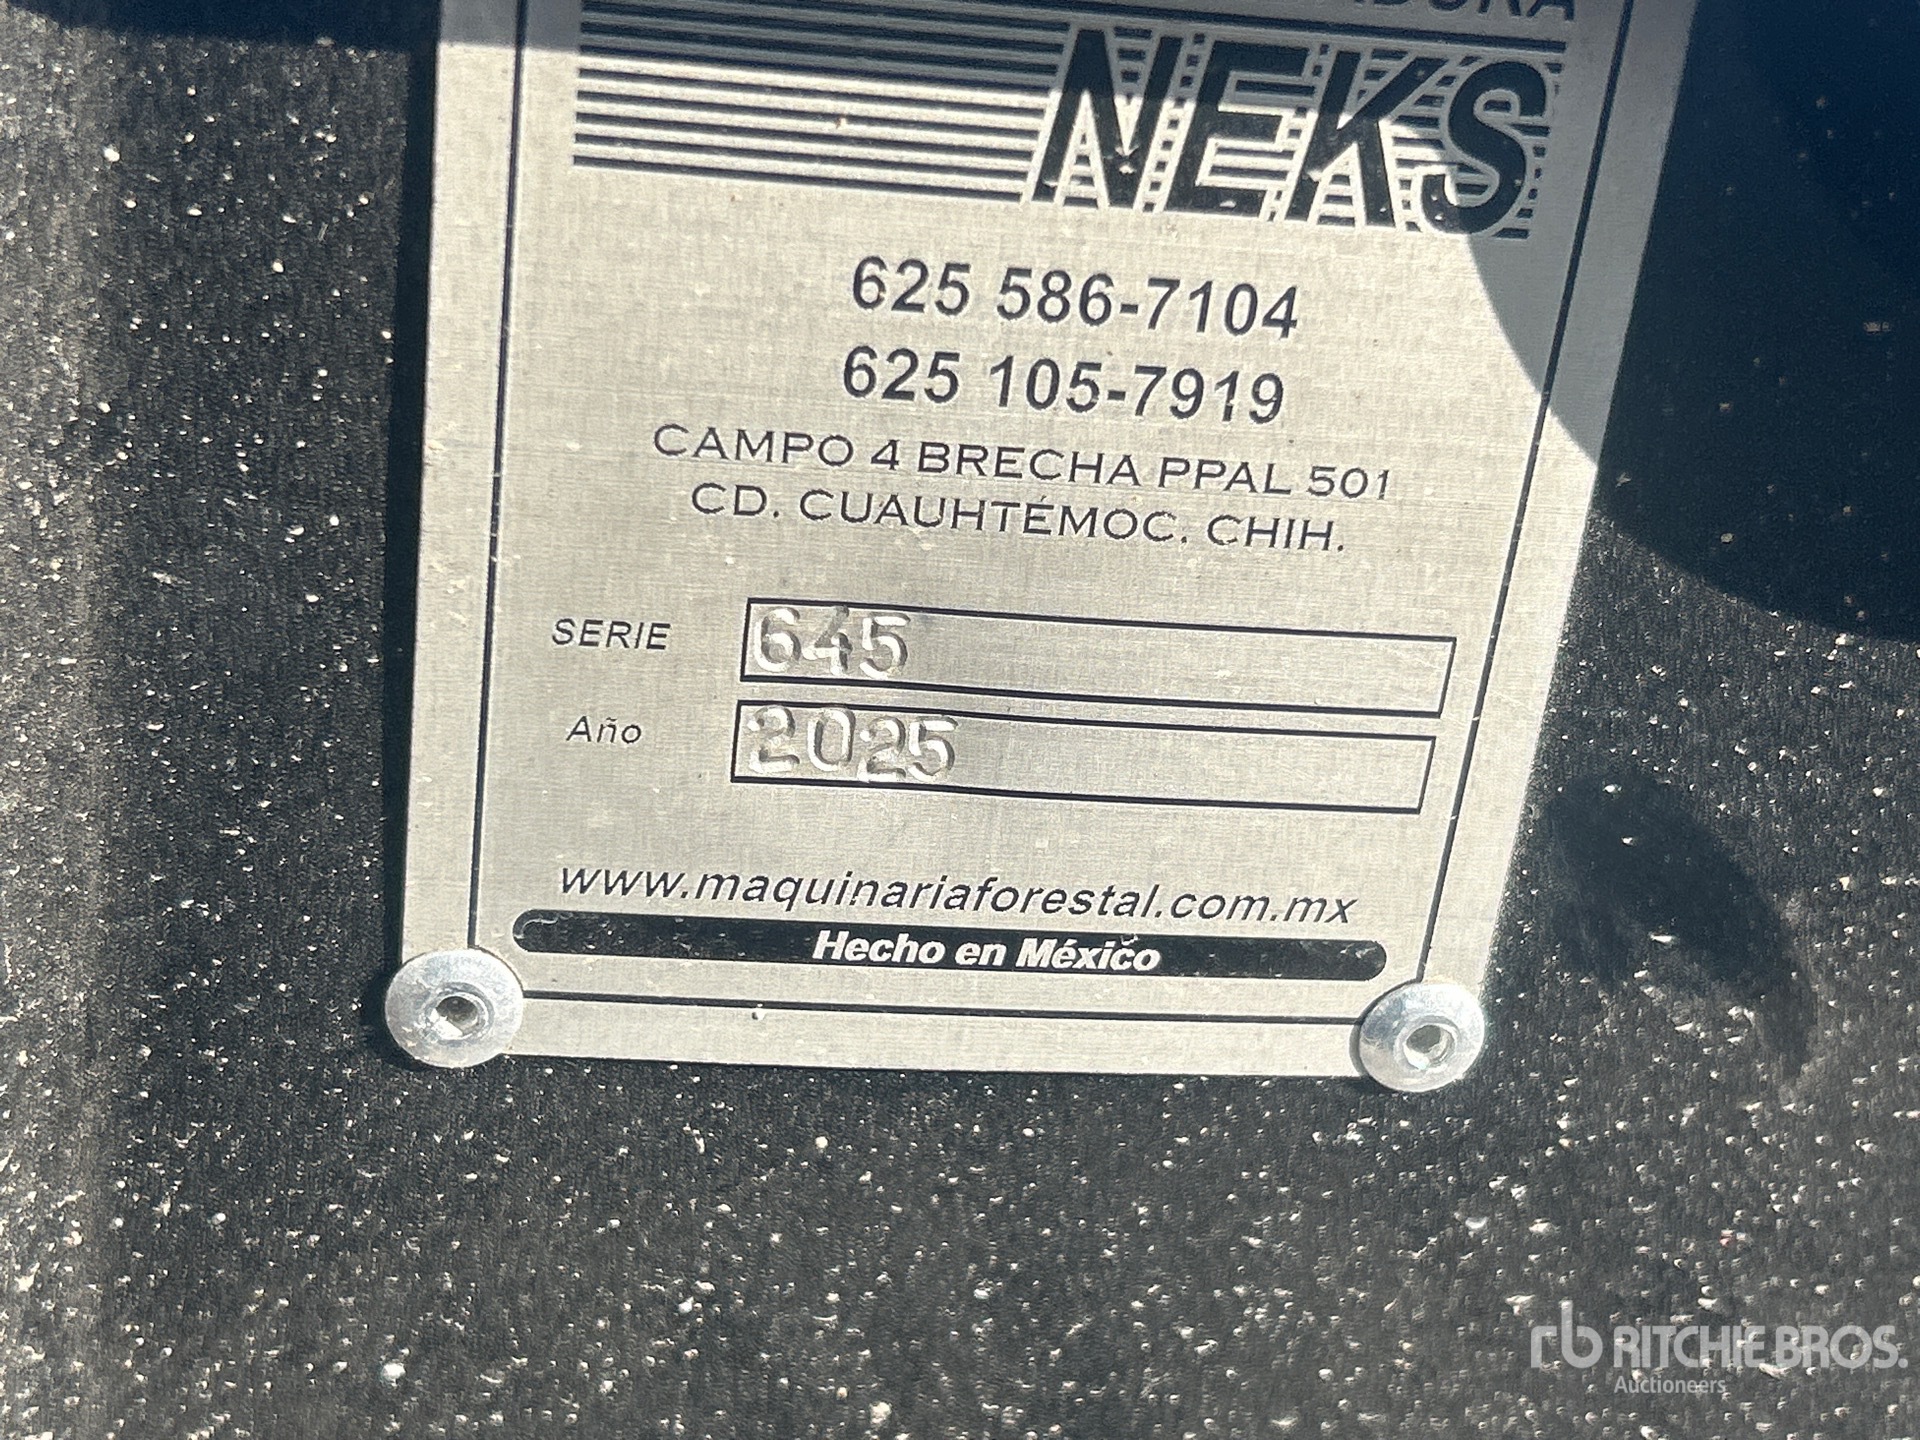 NEKS
625 586-7104
625 105-7919
CAMPO 4 BRECHA PPAL 501
CD. CUAUHTÉMOC. CHIH.
SERIE 645
Año 2025
www.maquinariaforestal.com.mx
Hecho en México
rb RITCHIE BROS.
Auctioneers